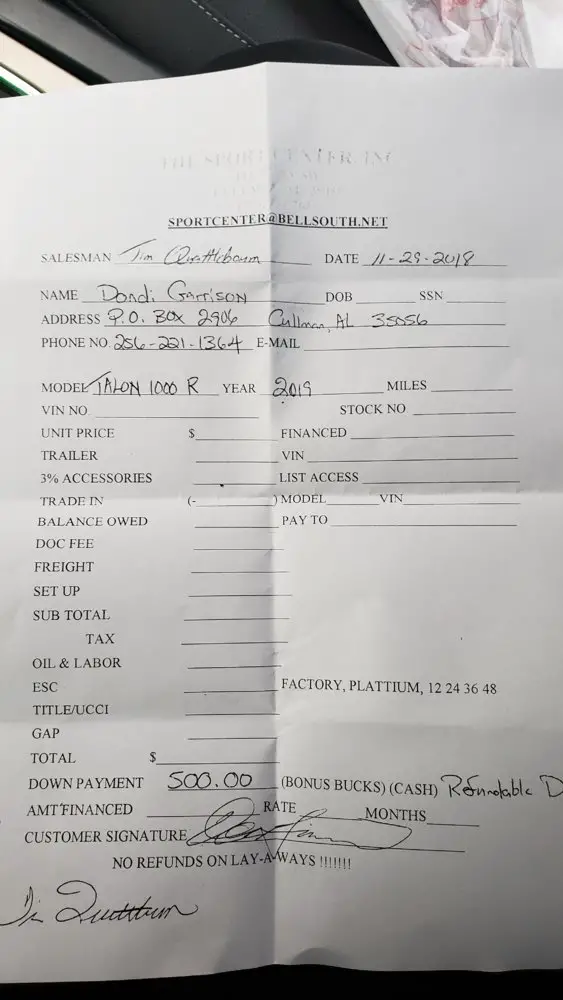 THE SPORT CENTER, INC
SPORTCENTER@BELLSOUTH.NET
SALESMAN Tim Quattlebaum DATE 11-29-2018
NAME Dondi Garrison DOB SSN
ADDRESS P.O. Box 2906 Cullman, AL 35056
PHONE NO. 256-221-1364 E-MAIL
MODEL TALON 1000 R YEAR 2019 MILES
VIN NO. STOCK NO
UNIT PRICE $ FINANCED
TRAILER VIN
3% ACCESSORIES LIST ACCESS
TRADE IN (- ) MODEL VIN
BALANCE OWED PAY TO
DOC FEE
FREIGHT
SET UP
SUB TOTAL
TAX
OIL & LABOR
ESC FACTORY, PLATTIUM, 12 24 36 48
TITLE/UCCI
GAP
TOTAL $
DOWN PAYMENT 500.00 (BONUS BUCKS) (CASH) Refundable D
AMT FINANCED RATE MONTHS
CUSTOMER SIGNATURE
NO REFUNDS ON LAY-A-WAYS !!!!!!!